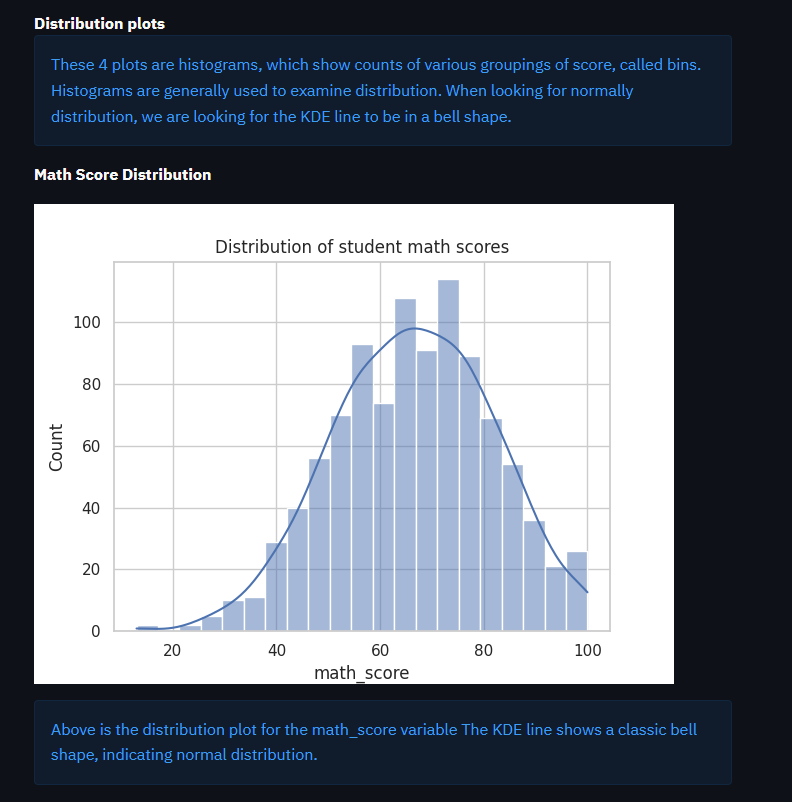 Distribution plots
These 4 plots are histograms, which show counts of various groupings of score, called bins.
Histograms are generally used to examine distribution. When looking for normally
distribution, we are looking for the KDE line to be in a bell shape.
Math Score Distribution
Distribution of student math scores
Count
100
80
60
40
20
0
20 40 60 80 100
math_score
Above is the distribution plot for the math_score variable The KDE line shows a classic bell
shape, indicating normal distribution.